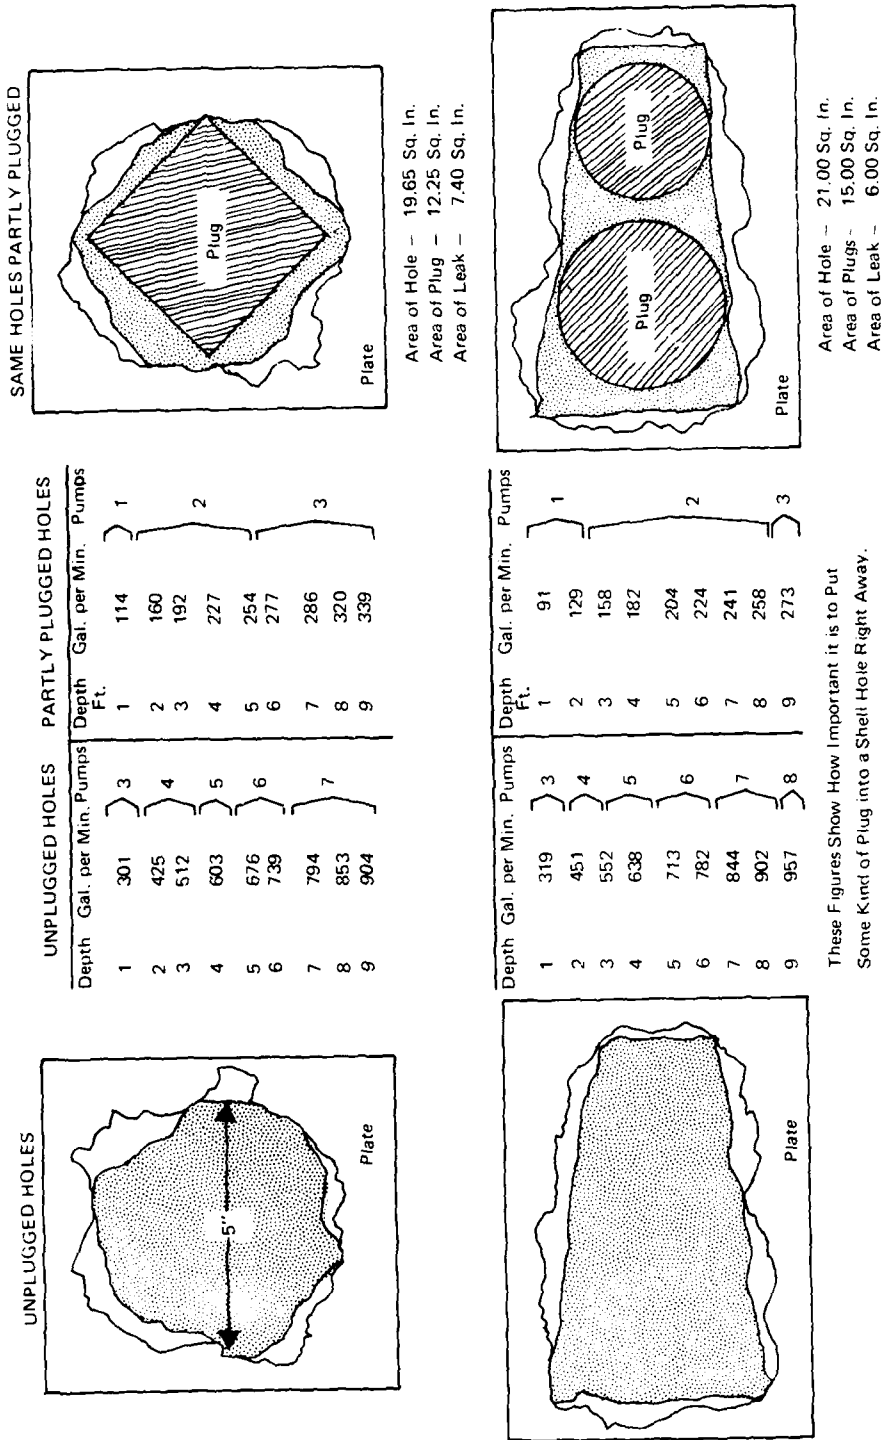 UNPLUGGED HOLES
5"
Plate
UNPLUGGED HOLES PARTLY PLUGGED HOLES
Depth Gal. per Min. Pumps Depth Gal. per Min. Pumps
Ft.
1 301 3 1 114 1
2 425 4 2 160 2
3 512 3 192
4 603 5 4 227
5 676 6 5 254 3
6 739 6 277
7 794 7 7 286
8 853 8 320
9 904 9 339
SAME HOLES PARTLY PLUGGED
Plug
Plate
Area of Hole – 19.65 Sq. In.
Area of Plug – 12.25 Sq. In.
Area of Leak – 7.40 Sq. In.
Plate
Depth Gal. per Min. Pumps Depth Gal. per Min. Pumps
Ft.
1 319 3 1 91 1
2 451 4 2 129
3 552 5 3 158 2
4 638 4 182
5 713 6 5 204
6 782 6 224
7 844 7 7 241
8 902 8 258
9 957 8 9 273 3
Plug Plug
Plate
Area of Hole – 21.00 Sq. In.
Area of Plugs - 15.00 Sq. In.
Area of Leak – 6.00 Sq. In.
These Figures Show How Important it is to Put
Some Kind of Plug into a Shell Hole Right Away.